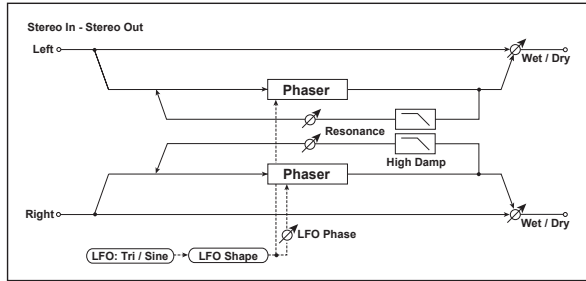 Stereo In - Stereo Out
Left
Wet / Dry
Phaser
Resonance
High Damp
Phaser
Right
Wet / Dry
LFO Phase
LFO: Tri / Sine
LFO Shape